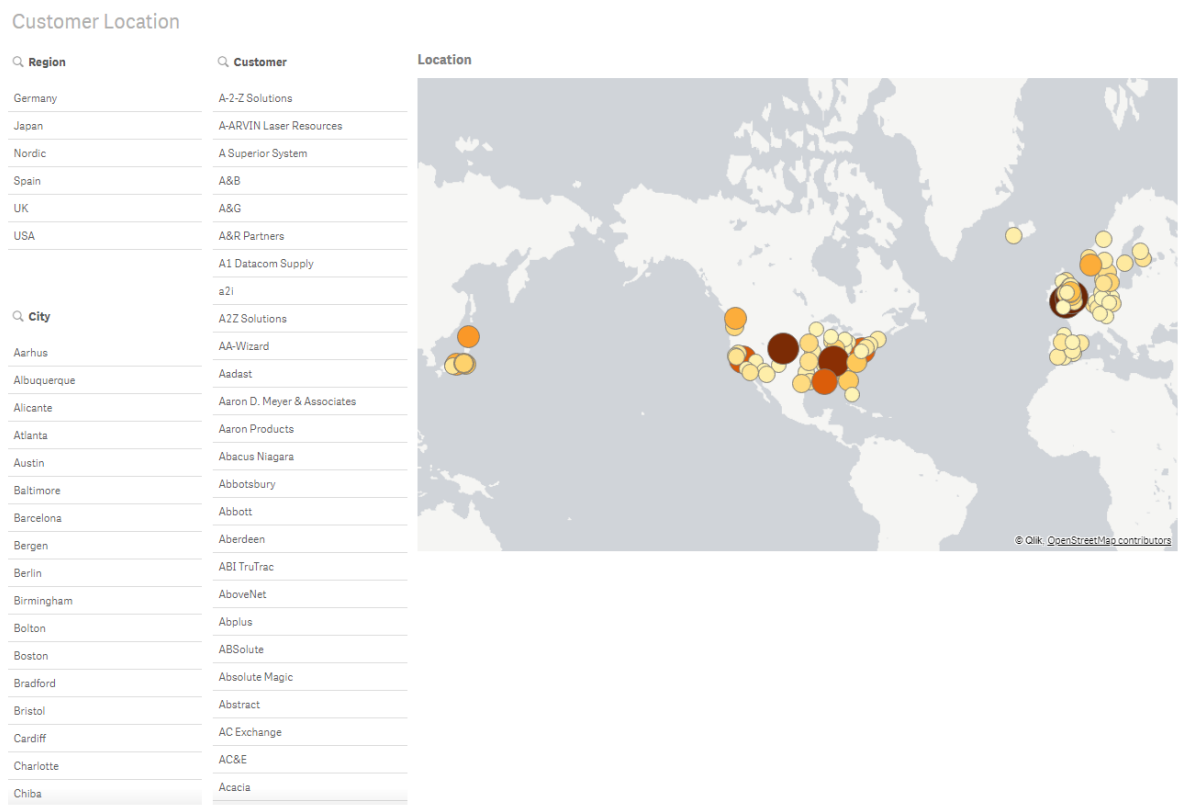 Customer Location
Region
Germany
Japan
Nordic
Spain
UK
USA
City
Aarhus
Albuquerque
Alicante
Atlanta
Austin
Baltimore
Barcelona
Bergen
Berlin
Birmingham
Bolton
Boston
Bradford
Bristol
Cardiff
Charlotte
Chiba
Customer
A-2-Z Solutions
A-ARVIN Laser Resources
A Superior System
A&B
A&G
A&R Partners
A1 Datacom Supply
a2i
A2Z Solutions
AA-Wizard
Aadast
Aaron D. Meyer & Associates
Aaron Products
Abacus Niagara
Abbotsbury
Abbott
Aberdeen
ABI TruTrac
AboveNet
Abplus
ABSolute
Absolute Magic
Abstract
AC Exchange
AC&E
Acacia
Location
© Qlik, OpenStreetMap contributors